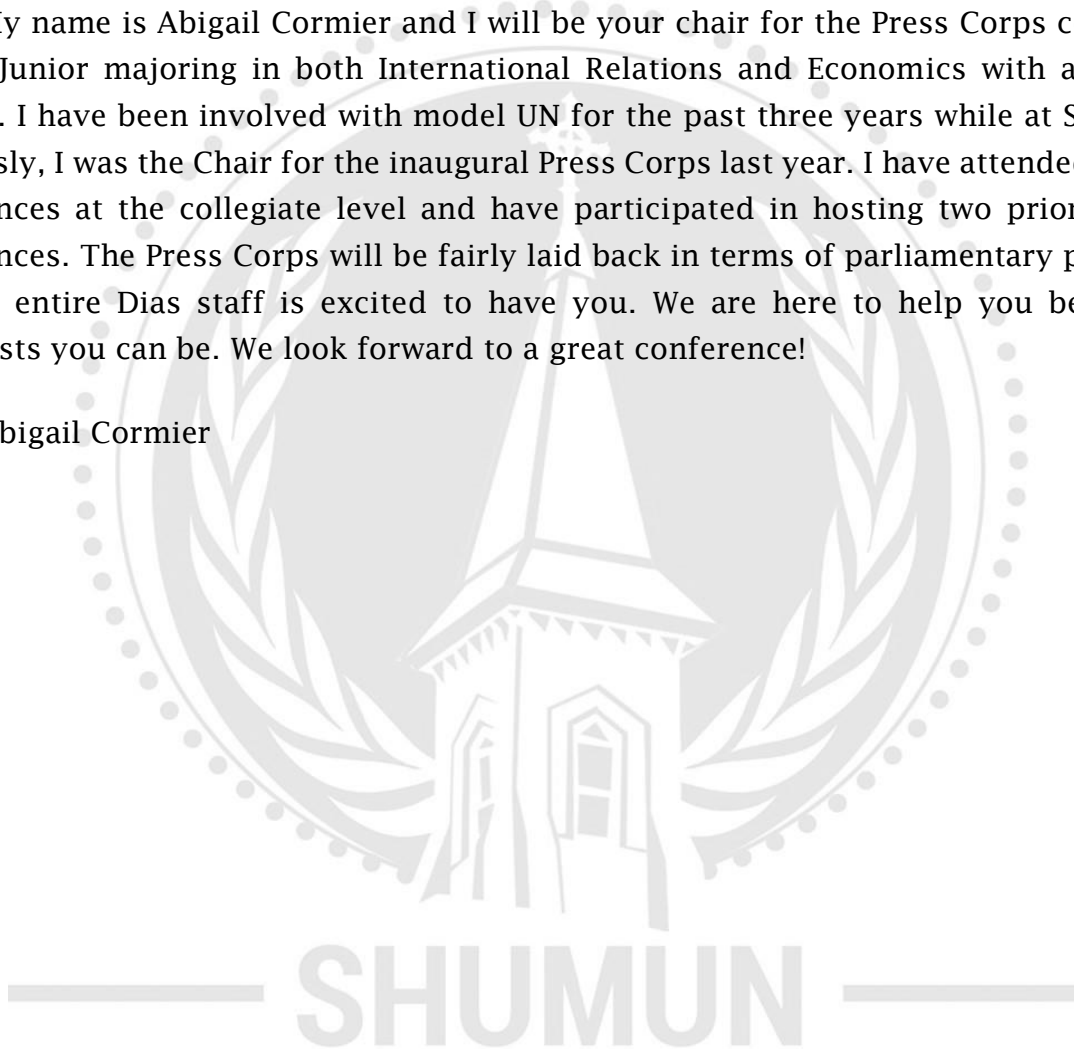 My name is Abigail Cormier and I will be your chair for the Press Corps c
Junior majoring in both International Relations and Economics with a
. I have been involved with model UN for the past three years while at S
sly, I was the Chair for the inaugural Press Corps last year. I have attended
nces at the collegiate level and have participated in hosting two prior
nces. The Press Corps will be fairly laid back in terms of parliamentary p
entire Dias staff is excited to have you. We are here to help you be
sts you can be. We look forward to a great conference!
bigail Cormier
SHUMUN